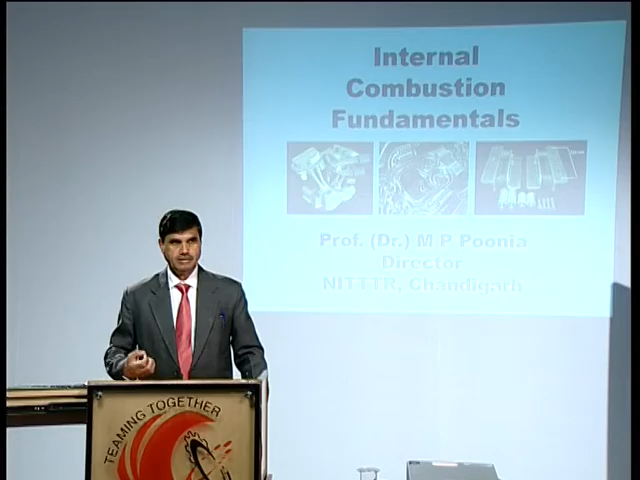 Internal
Combustion
Fundamentals
Prof. (Dr.) M P Poonia
Director
NITTTR, Chandigarh
TEAMING TOGETHER